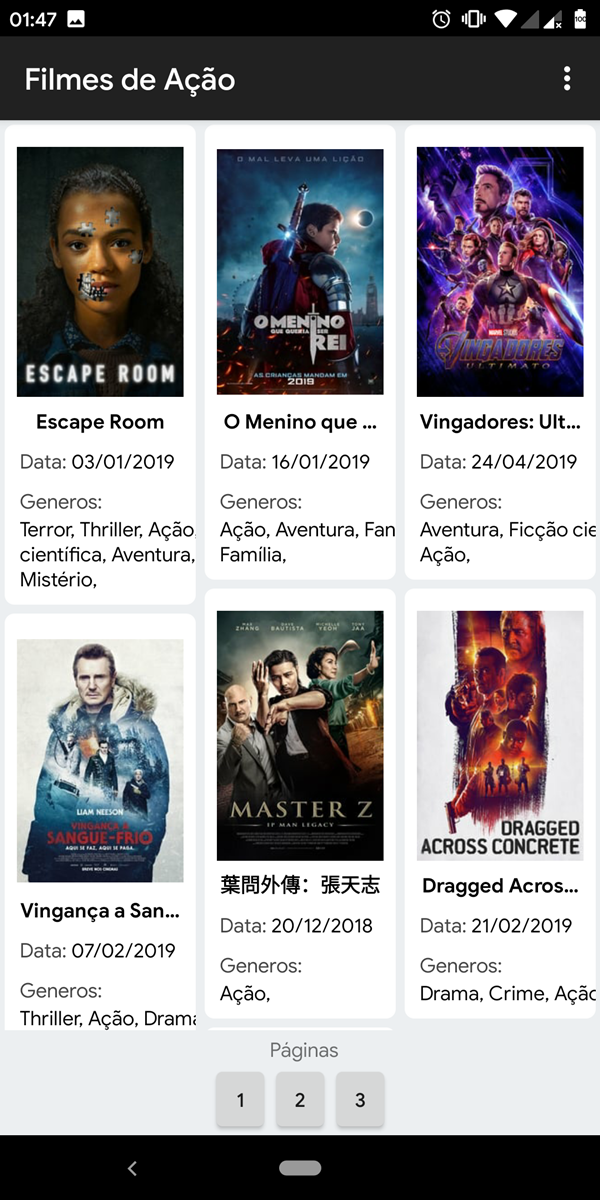 01:47
100
Filmes de Ação
ESCAPE ROOM
Escape Room
Data: 03/01/2019
Generos:
Terror, Thriller, Ação,
científica, Aventura,
Mistério,
O MAL LEVA UMA LIÇÃO
O MENINO
QUE QUERIA SER
REI
AS CRIANÇAS MANDAM EM
2019
O Menino que ...
Data: 16/01/2019
Generos:
Ação, Aventura, Fan
Família,
MARVEL STUDIOS
VINGADORES
ULTIMATO
Vingadores: Ult...
Data: 24/04/2019
Generos:
Aventura, Ficção cie
Ação,
LIAM NEESON
VINGANÇA A
SANGUE-FRIO
AQUI SE FAZ, AQUI SE PAGA.
BREVE NOS CINEMAS
Vingança a San...
Data: 07/02/2019
Generos:
Thriller, Ação, Drama
MAX ZHANG
DAVE BAUTISTA
MICHELLE YEOH
TONY JAA
MASTER Z
IP MAN LEGACY
葉問外傳：張天志
Data: 20/12/2018
Generos:
Ação,
DRAGGED
ACROSS CONCRETE
Dragged Acros...
Data: 21/02/2019
Generos:
Drama, Crime, Ação
Páginas
1
2
3